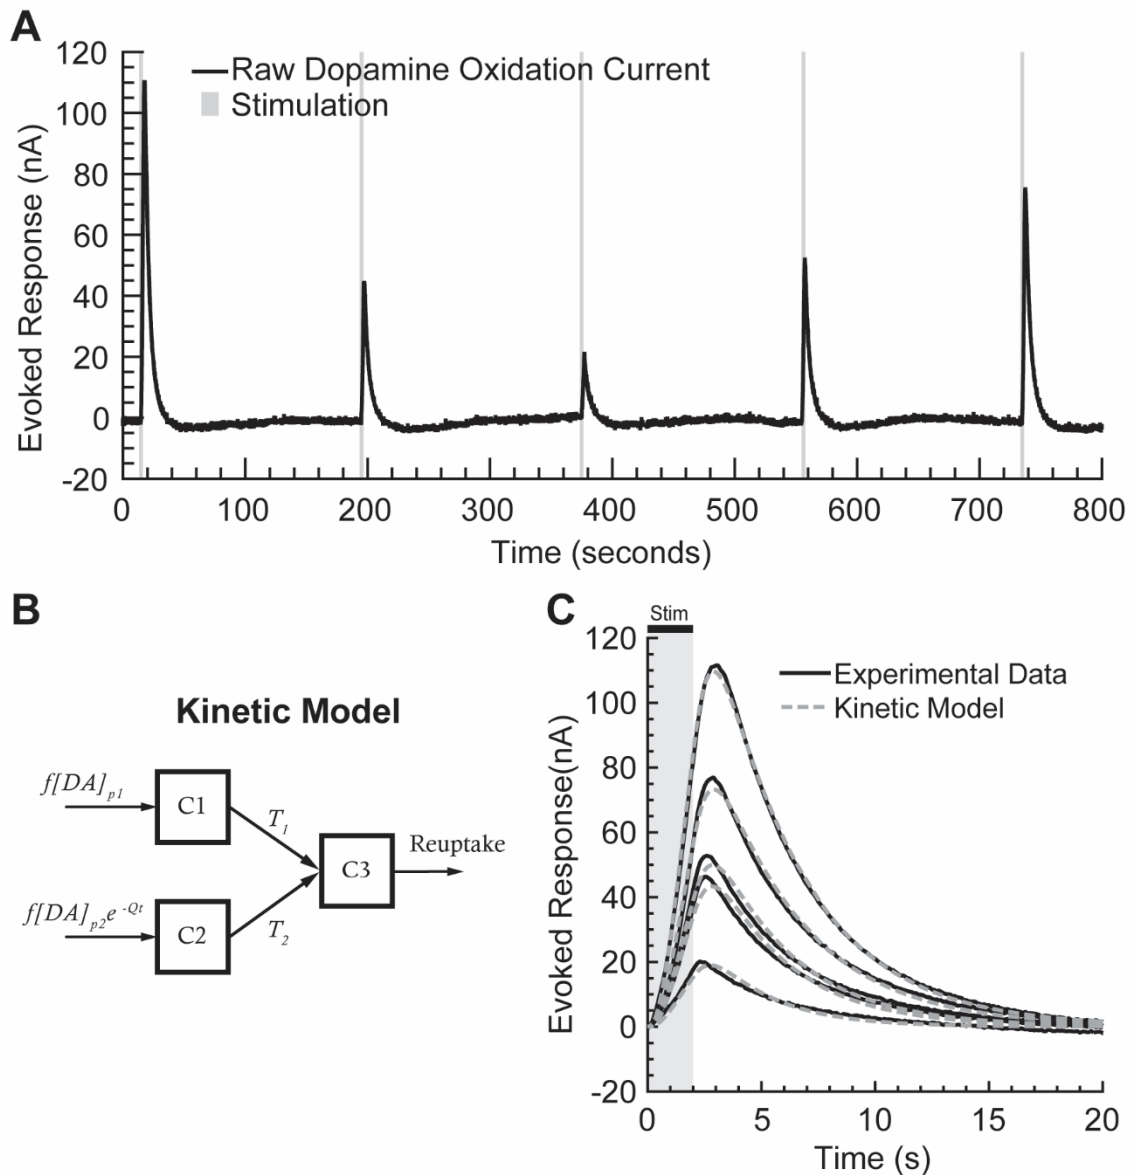 A
Raw Dopamine Oxidation Current
Stimulation
Evoked Response (nA)
120
100
80
60
40
20
0
-20
0 100 200 300 400 500 600 700 800
Time (seconds)
B
Kinetic Model
f[DA]p1
C1
T1
C3
Reuptake
f[DA]p2e -Qt
C2
T2
C
Stim
Experimental Data
Kinetic Model
Evoked Response(nA)
120
100
80
60
40
20
0
-20
0 5 10 15 20
Time (s)